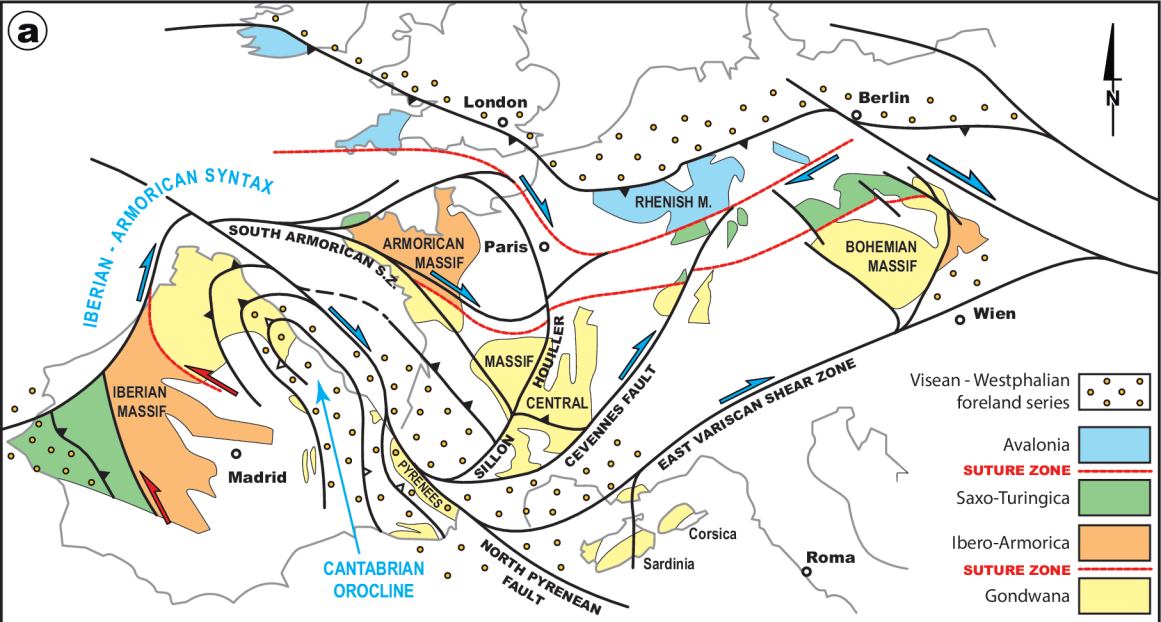 a
London
Berlin
N
IBERIAN - ARMORICAN SYNTAX
RHENISH M.
SOUTH ARMORICAN S.Z.
ARMORICAN
MASSIF
Paris
BOHEMIAN
MASSIF
Wien
MASSIF
CENTRAL
SILLON
HOUILLER
CEVENNES FAULT
EAST VARISCAN SHEAR ZONE
IBERIAN
MASSIF
Madrid
PYRENEES
CANTABRIAN
OROCLINE
NORTH PYRENEAN
FAULT
Corsica
Sardinia
Roma
Visean - Westphalian
foreland series
Avalonia
SUTURE ZONE
Saxo-Turingica
Ibero-Armorica
SUTURE ZONE
Gondwana